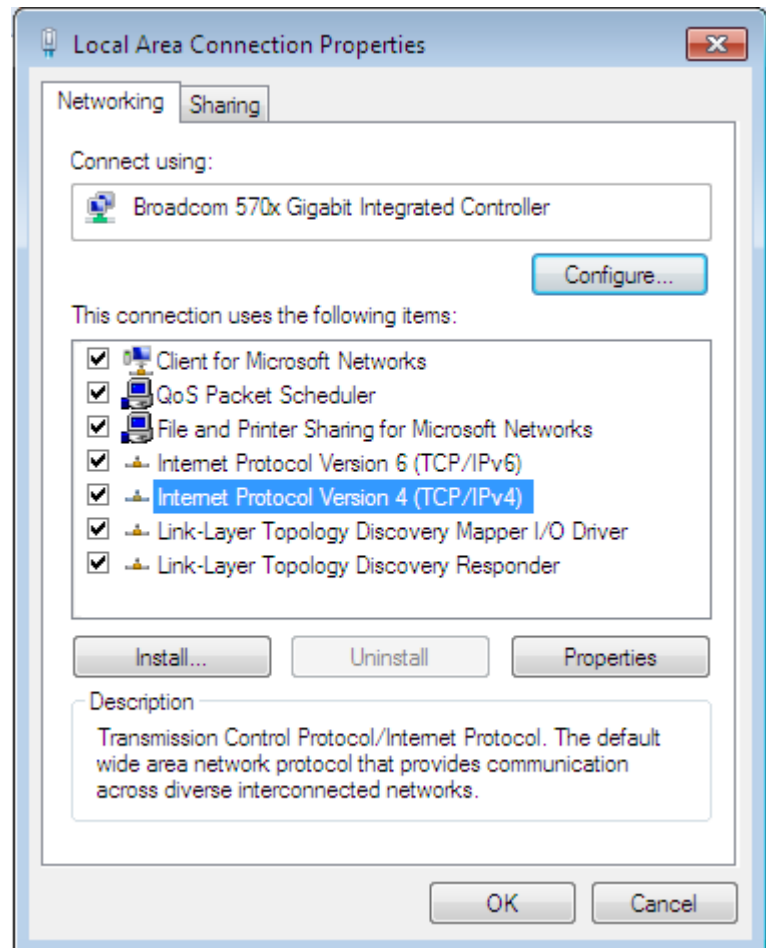 Local Area Connection Properties
Networking
Sharing
Connect using:
Broadcom 570x Gigabit Integrated Controller
Configure...
This connection uses the following items:
Client for Microsoft Networks
QoS Packet Scheduler
File and Printer Sharing for Microsoft Networks
Internet Protocol Version 6 (TCP/IPv6)
Internet Protocol Version 4 (TCP/IPv4)
Link-Layer Topology Discovery Mapper I/O Driver
Link-Layer Topology Discovery Responder
Install...
Uninstall
Properties
Description
Transmission Control Protocol/Internet Protocol. The default
wide area network protocol that provides communication
across diverse interconnected networks.
OK
Cancel